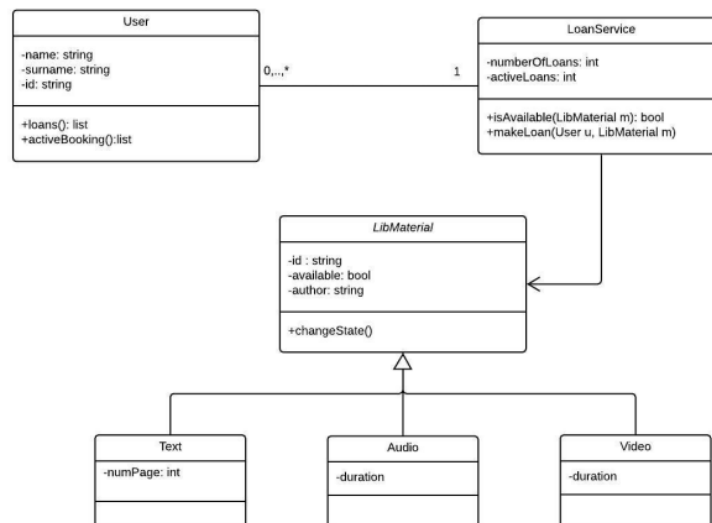 User
-name: string
-surname: string
-id: string
+loans(): list
+activeBooking():list
0,..,*
1
LoanService
-numberOfLoans: int
-activeLoans: int
+isAvailable(LibMaterial m): bool
+makeLoan(User u, LibMaterial m)
LibMaterial
-id : string
-available: bool
-author: string
+changeState()
Text
-numPage: int
Audio
-duration
Video
-duration